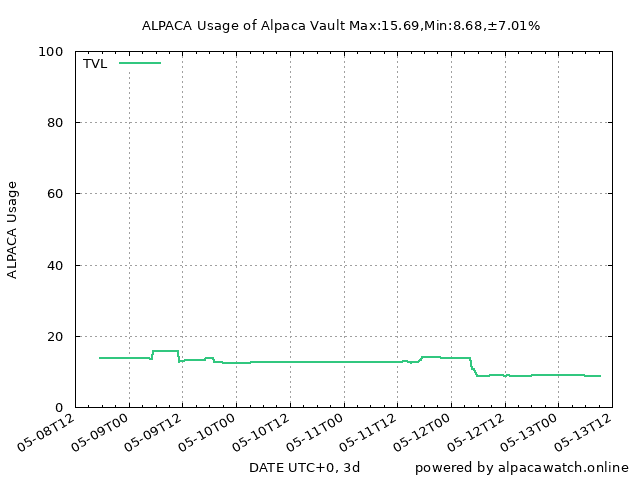 ALPACA Usage of Alpaca Vault Max:15.69,Min:8.68,±7.01%
100
TVL
80
60
40
20
0
ALPACA Usage
05-08T12 05-09T00 05-09T12 05-10T00 05-10T12 05-11T00 05-11T12 05-12T00 05-12T12 05-13T00 05-13T12
DATE UTC+0, 3d
powered by alpacawatch.online